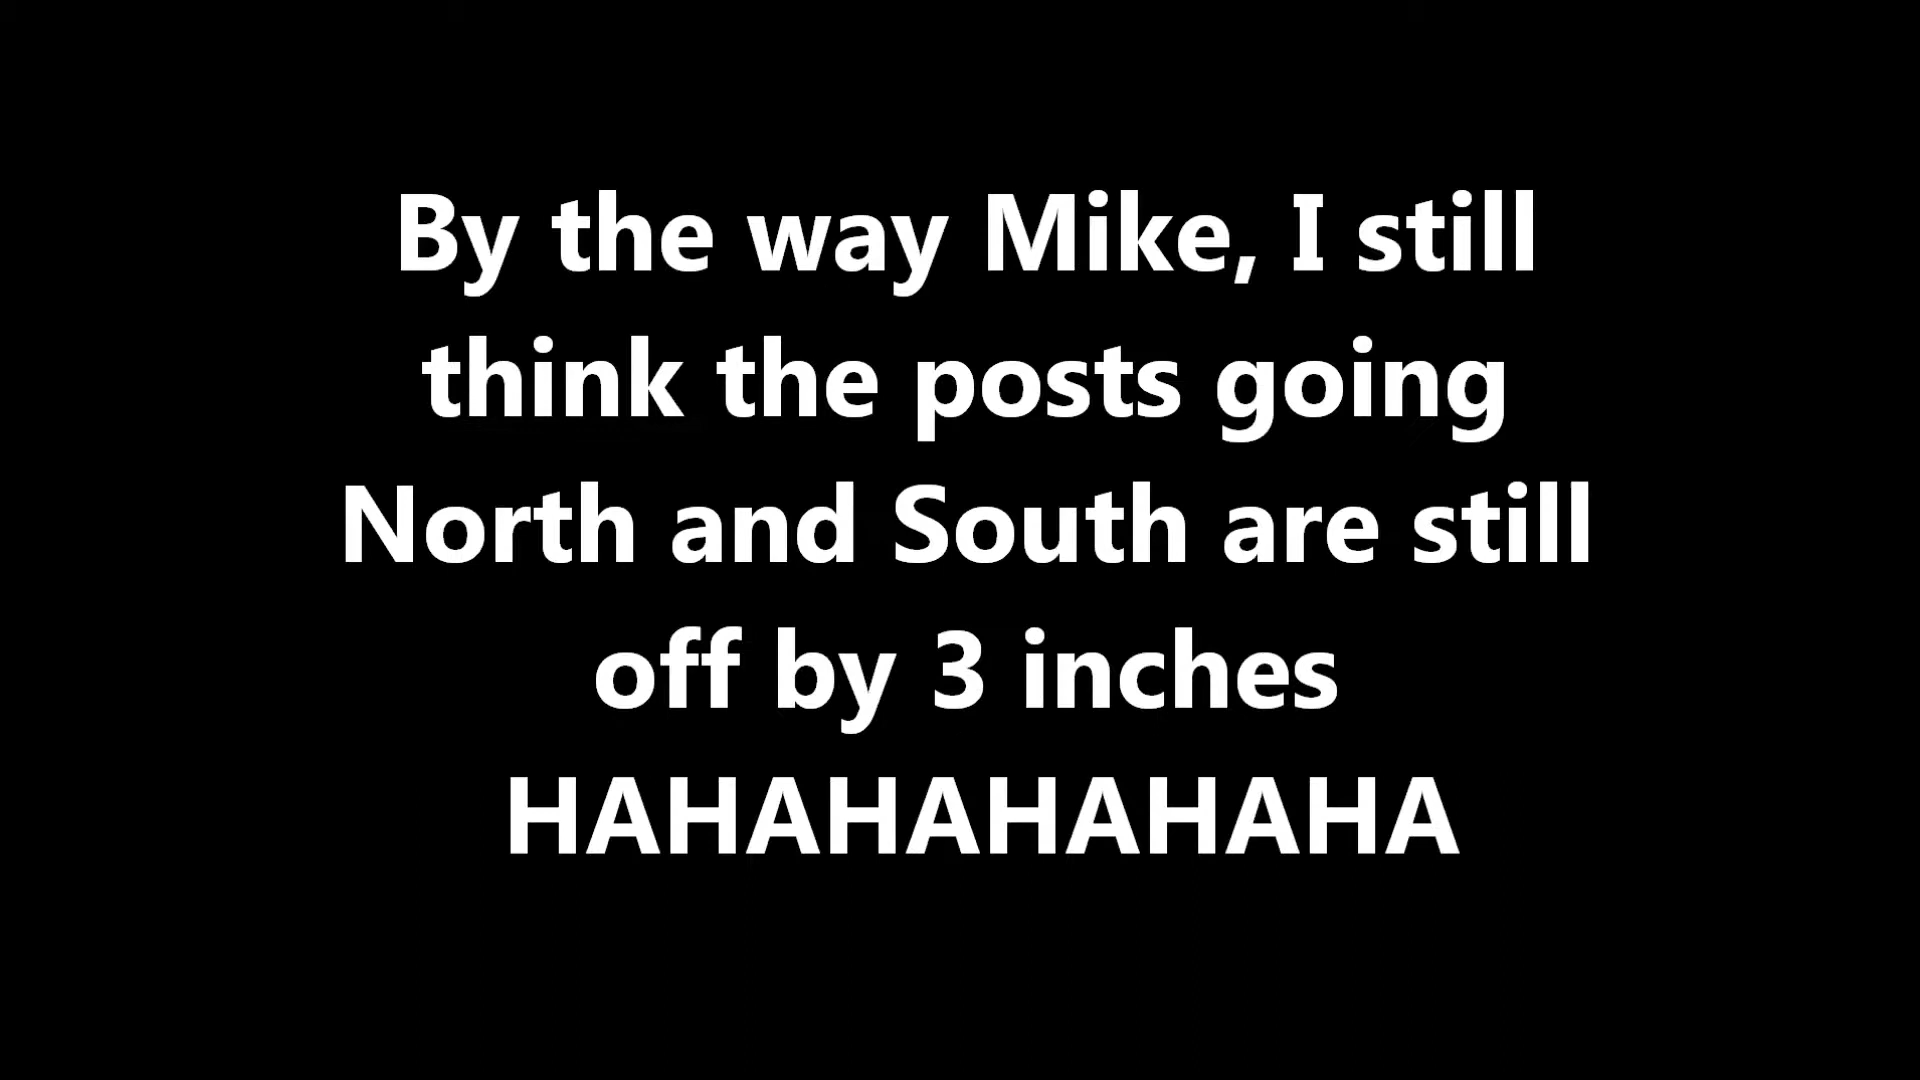 By the way Mike, I still
think the posts going
North and South are still
off by 3 inches
HAHAHAHAHAHA